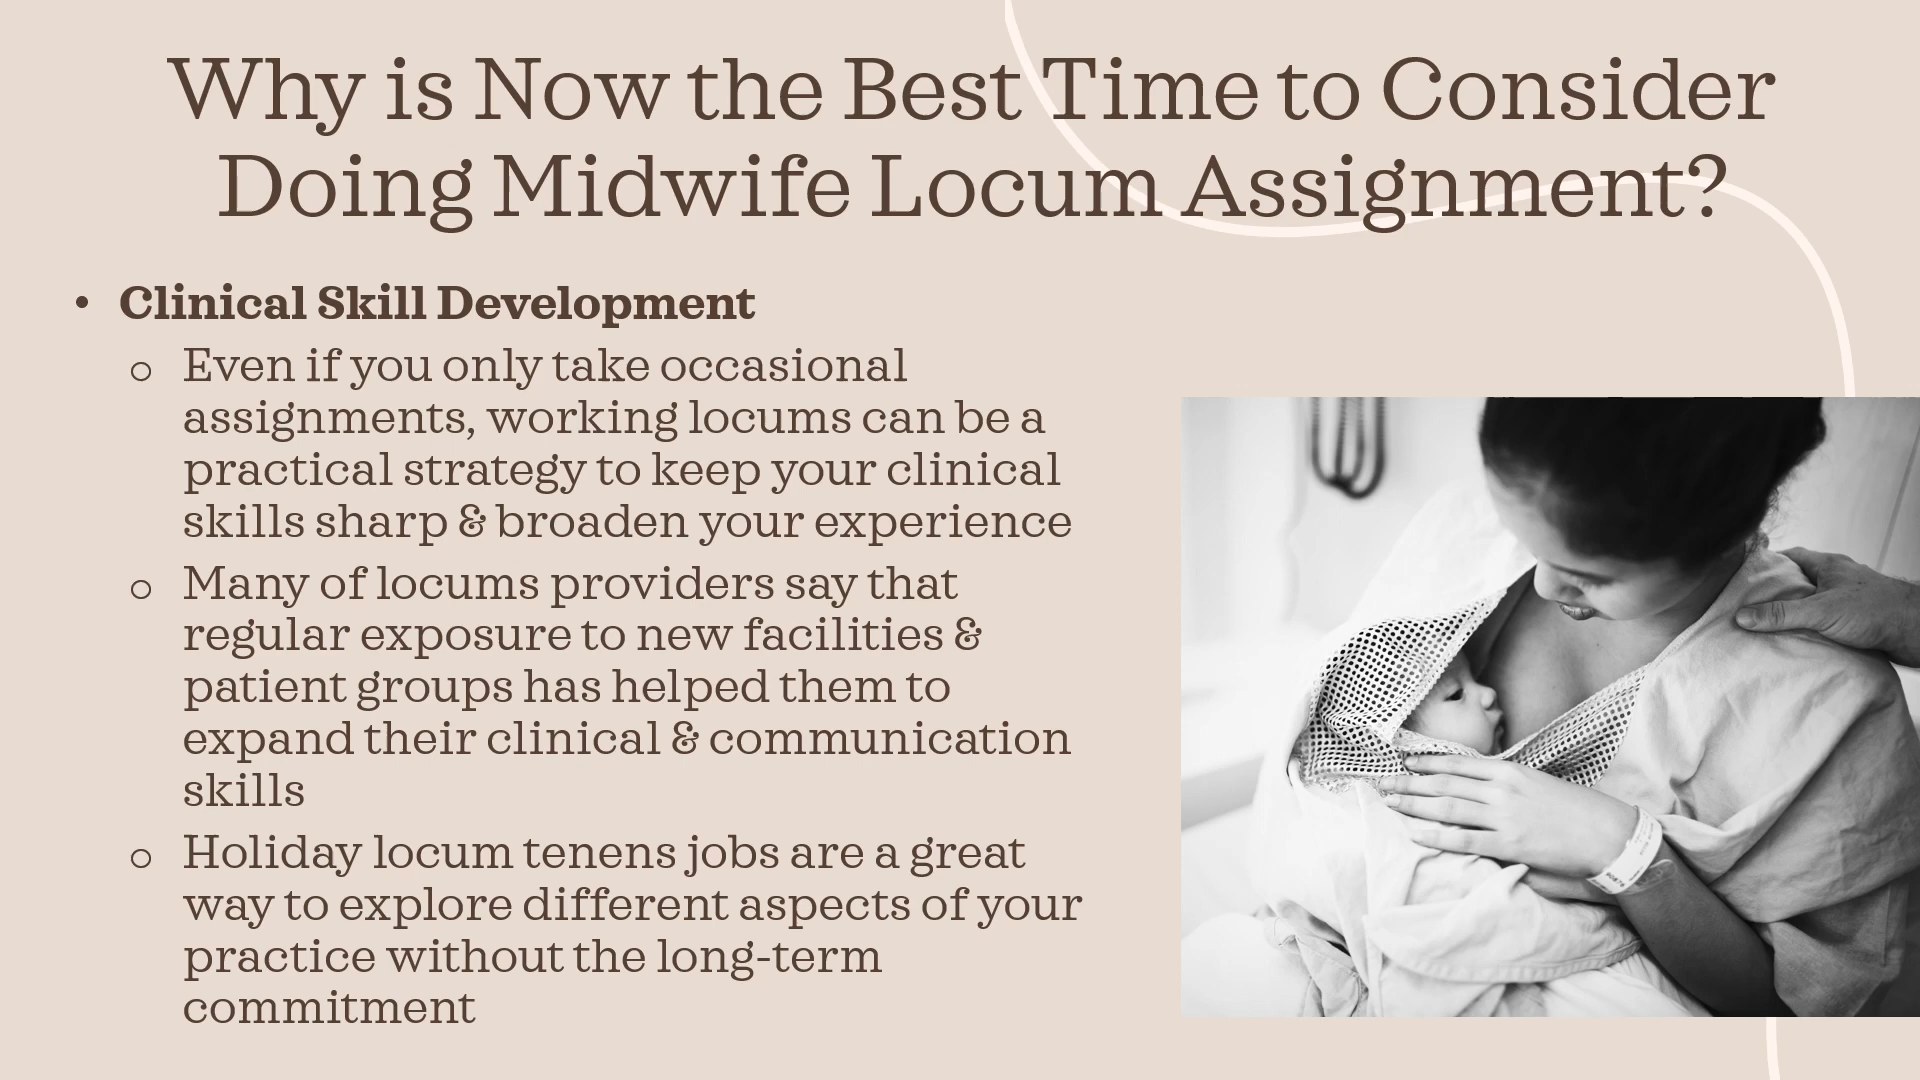 Why is Now the Best Time to Consider
Doing Midwife Locum Assignment?
• Clinical Skill Development
o Even if you only take occasional
assignments, working locums can be a
practical strategy to keep your clinical
skills sharp & broaden your experience
o Many of locums providers say that
regular exposure to new facilities &
patient groups has helped them to
expand their clinical & communication
skills
o Holiday locum tenens jobs are a great
way to explore different aspects of your
practice without the long-term
commitment